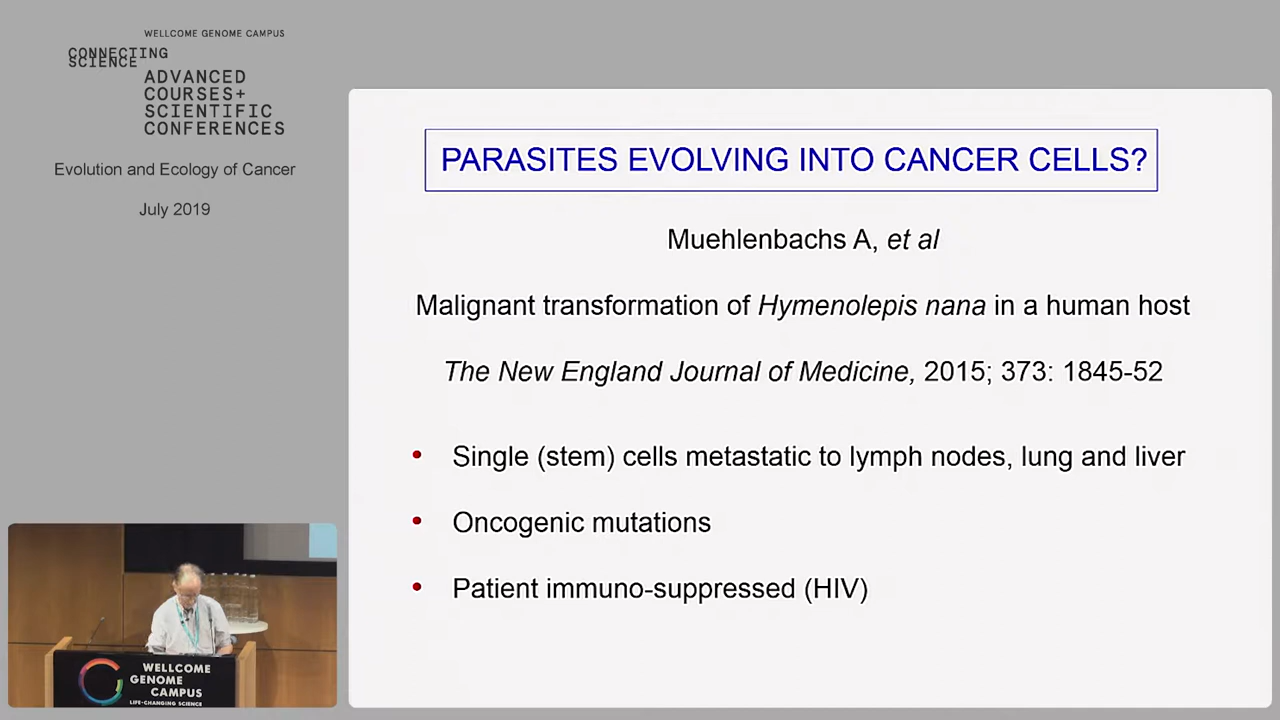 WELLCOME GENOME CAMPUS
CONNECTING
SCIENCE
ADVANCED
COURSES+
SCIENTIFIC
CONFERENCES
Evolution and Ecology of Cancer
July 2019
PARASITES EVOLVING INTO CANCER CELLS?
Muehlenbachs A, et al
Malignant transformation of Hymenolepis nana in a human host
The New England Journal of Medicine, 2015; 373: 1845-52
• Single (stem) cells metastatic to lymph nodes, lung and liver
• Oncogenic mutations
• Patient immuno-suppressed (HIV)
WELLCOME
GENOME
CAMPUS
LIFE-CHANGING SCIENCE